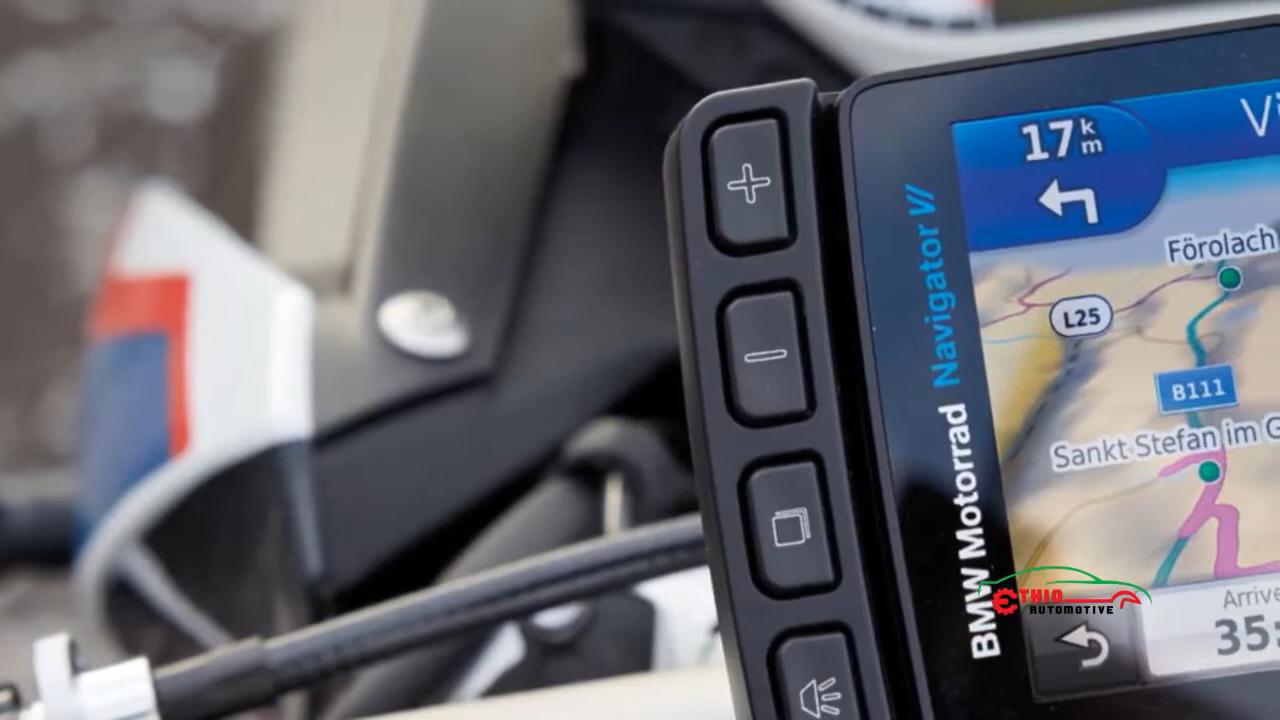 17 km
Vi
Förolach
L25
B111
Sankt Stefan im G
Arrive
35:
BMW Motorrad Navigator VI
ETHIO
AUTOMOTIVE